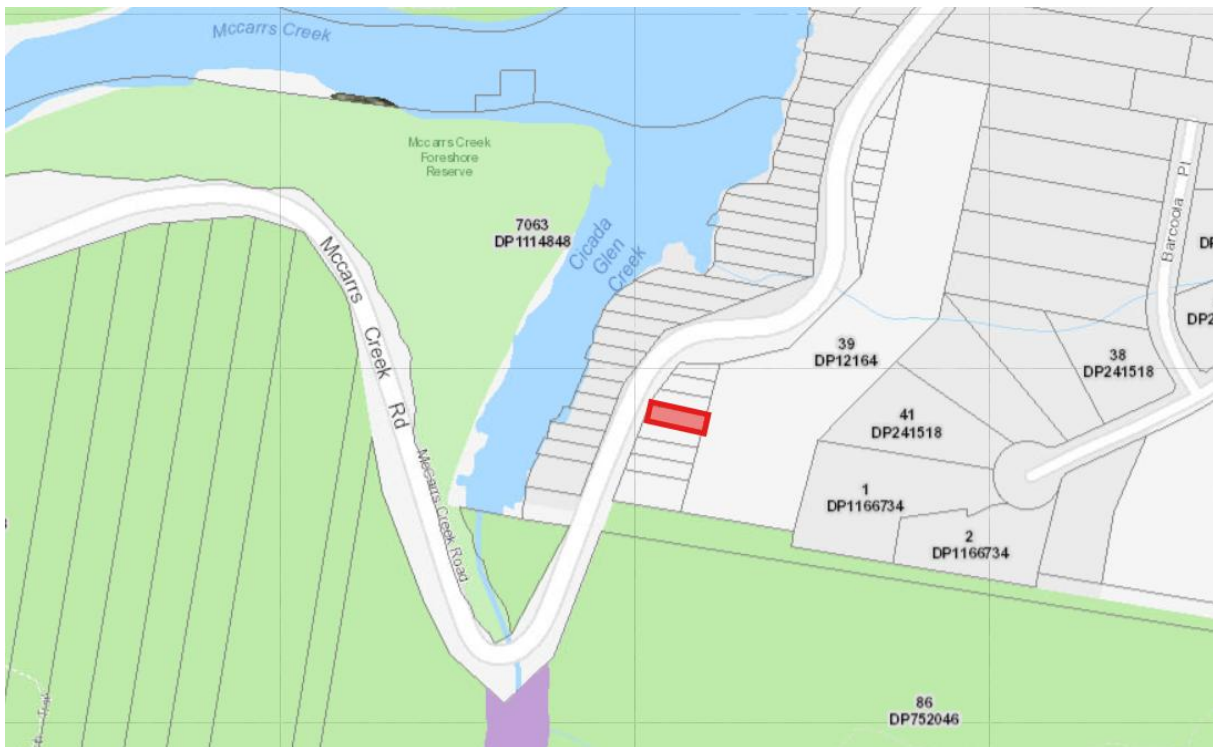 Mccarrs Creek
Mccarrs Creek
Foreshore
Reserve
7063
DP1114848
Cicada
Glen
Creek
Barcoola Pl
Mccarrs Creek Rd
39
DP12164
38
DP241518
41
DP241518
McCarrs Creek Road
1
DP1166734
2
DP1166734
86
DP752046